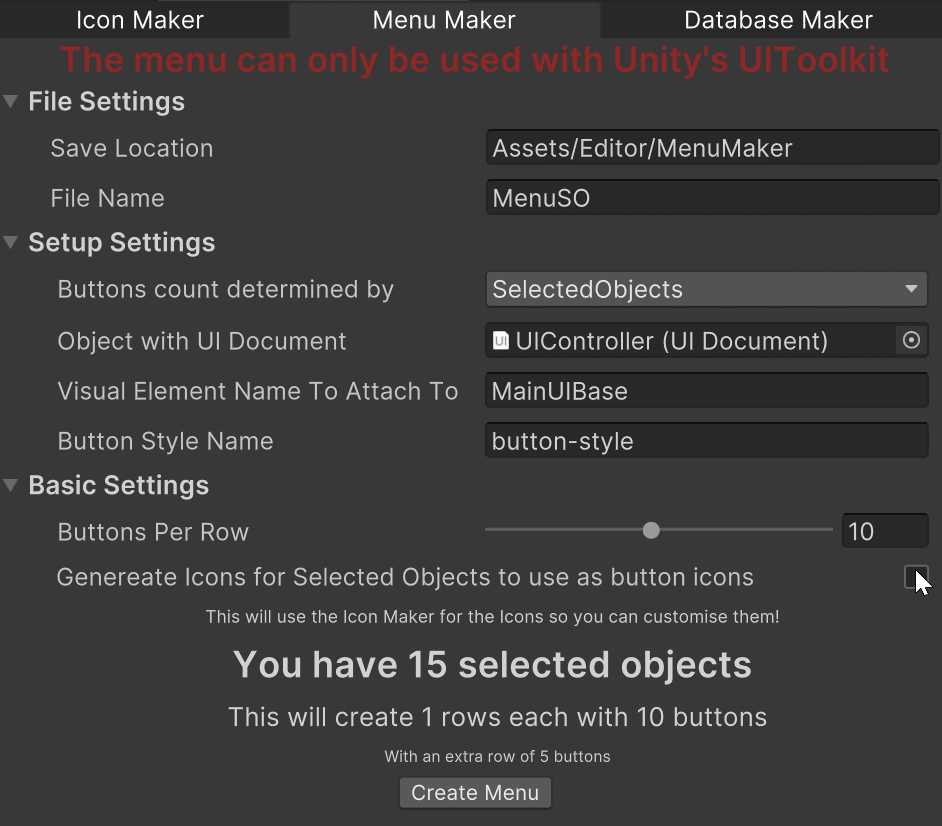 Icon Maker Menu Maker Database Maker
The menu can only be used with Unity's UIToolkit
File Settings
Save Location Assets/Editor/MenuMaker
File Name MenuSO
Setup Settings
Buttons count determined by SelectedObjects
Object with UI Document UIController (UI Document)
Visual Element Name To Attach To MainUIBase
Button Style Name button-style
Basic Settings
Buttons Per Row 10
Genereate Icons for Selected Objects to use as button icons
This will use the Icon Maker for the Icons so you can customise them!
You have 15 selected objects
This will create 1 rows each with 10 buttons
With an extra row of 5 buttons
Create Menu